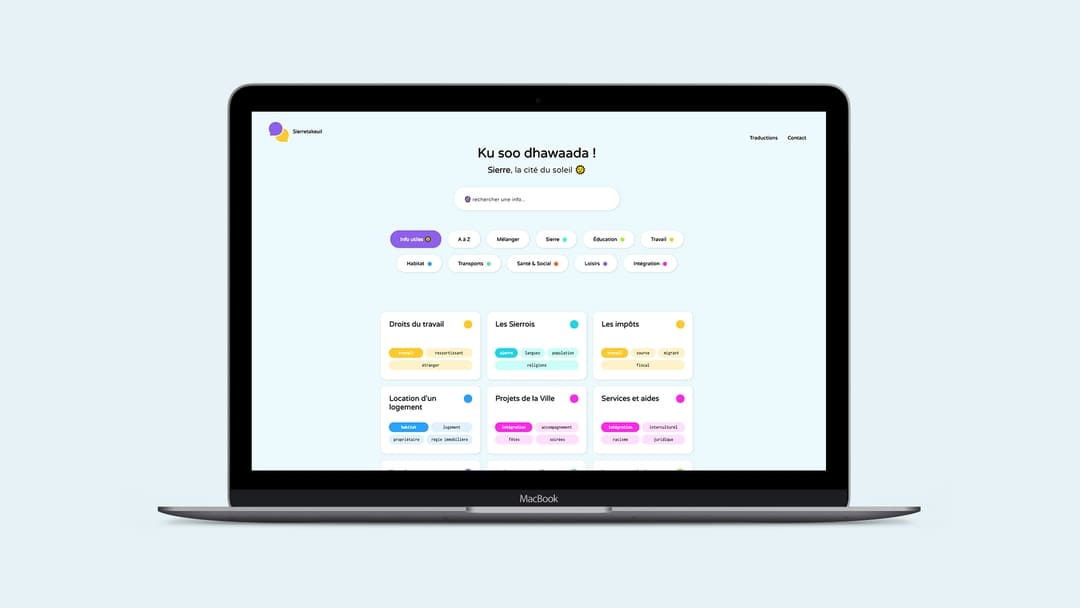 Sierretakeuil
Traductions Contact
Ku soo dhawaada !
Sierre, la cité du soleil
rechercher une info...
Info utiles A à Z Mélanger Sierre Éducation Travail
Habitat Transports Santé & Social Loisirs Intégration
Droits du travail
travail ressortissant
étranger
Les Sierrois
sierre langues population
religions
Les impôts
travail source migrant
fiscal
Location d'un
logement
habitat logement
propriétaire régie immobilière
Projets de la Ville
intégration accompagnement
fêtes soirées
Services et aides
intégration interculturel
racisme juridique
MacBook